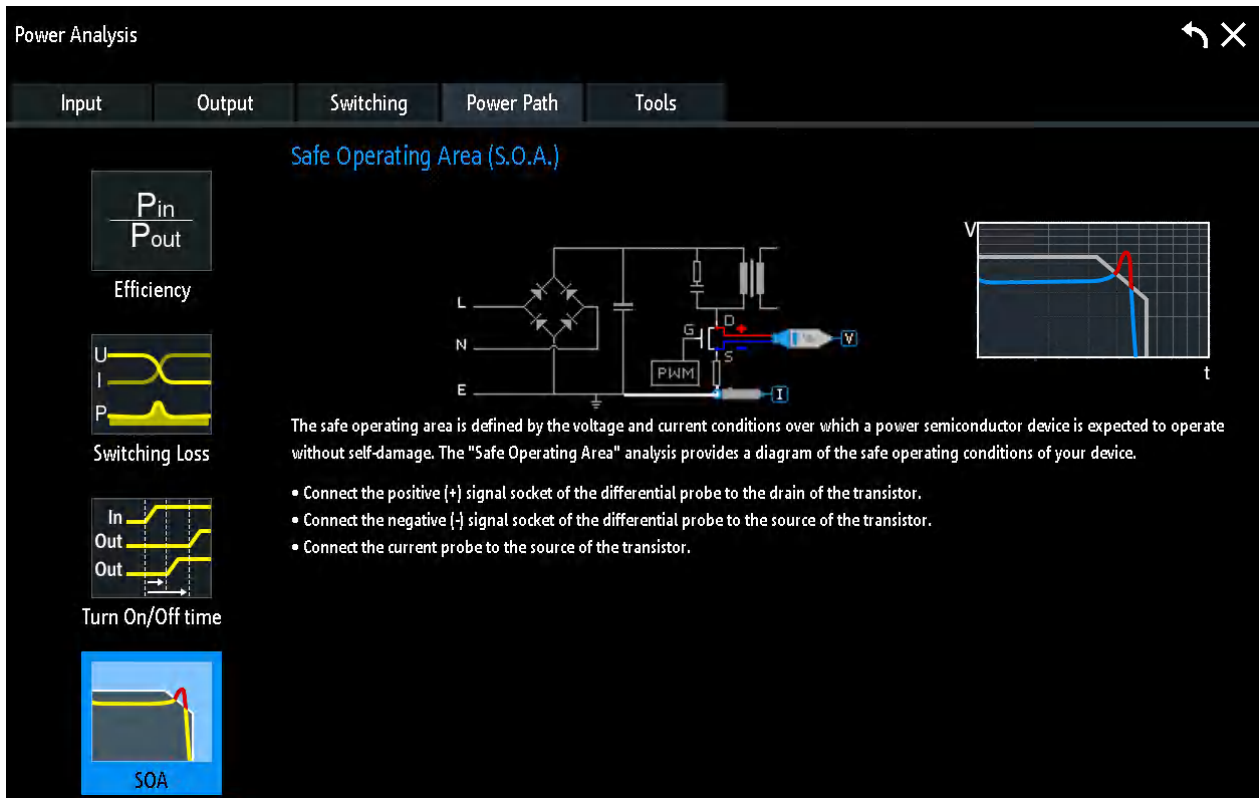 Power Analysis
Input
Output
Switching
Power Path
Tools
Safe Operating Area (S.O.A.)
Pin
Pout
Efficiency
U
I
P
Switching Loss
In
Out
Out
Turn On/Off time
SOA
L
N
E
G
D
+
-
S
PWM
V
I
V
t
The safe operating area is defined by the voltage and current conditions over which a power semiconductor device is expected to operate
without self-damage. The "Safe Operating Area" analysis provides a diagram of the safe operating conditions of your device.
• Connect the positive (+) signal socket of the differential probe to the drain of the transistor.
• Connect the negative (-) signal socket of the differential probe to the source of the transistor.
• Connect the current probe to the source of the transistor.